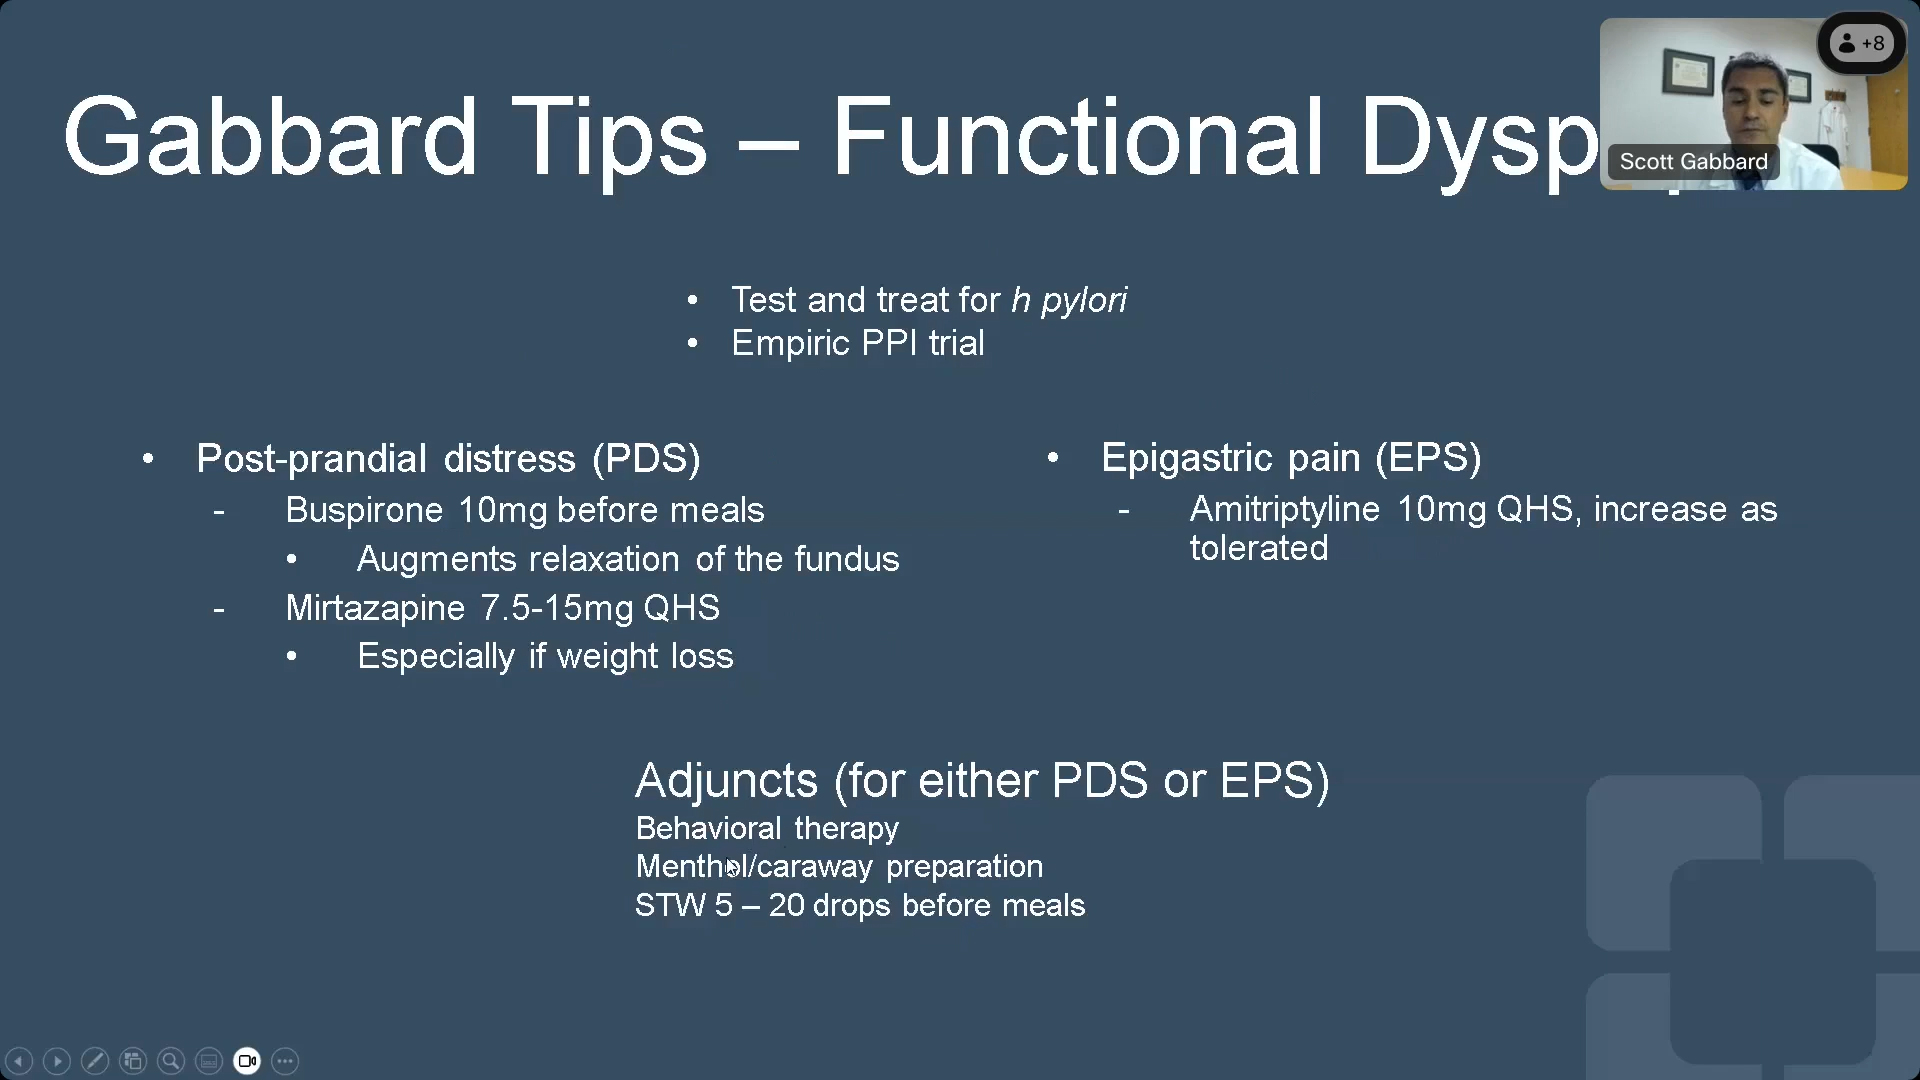 Gabbard Tips – Functional
+8
Scott Gabbard
• Test and treat for h pylori
• Empiric PPI trial
• Post-prandial distress (PDS)
- Buspirone 10mg before meals
• Augments relaxation of the fundus
- Mirtazapine 7.5-15mg QHS
• Especially if weight loss
• Epigastric pain (EPS)
- Amitriptyline 10mg QHS, increase as
tolerated
Adjuncts (for either PDS or EPS)
Behavioral therapy
Menthol/caraway preparation
STW 5 – 20 drops before meals